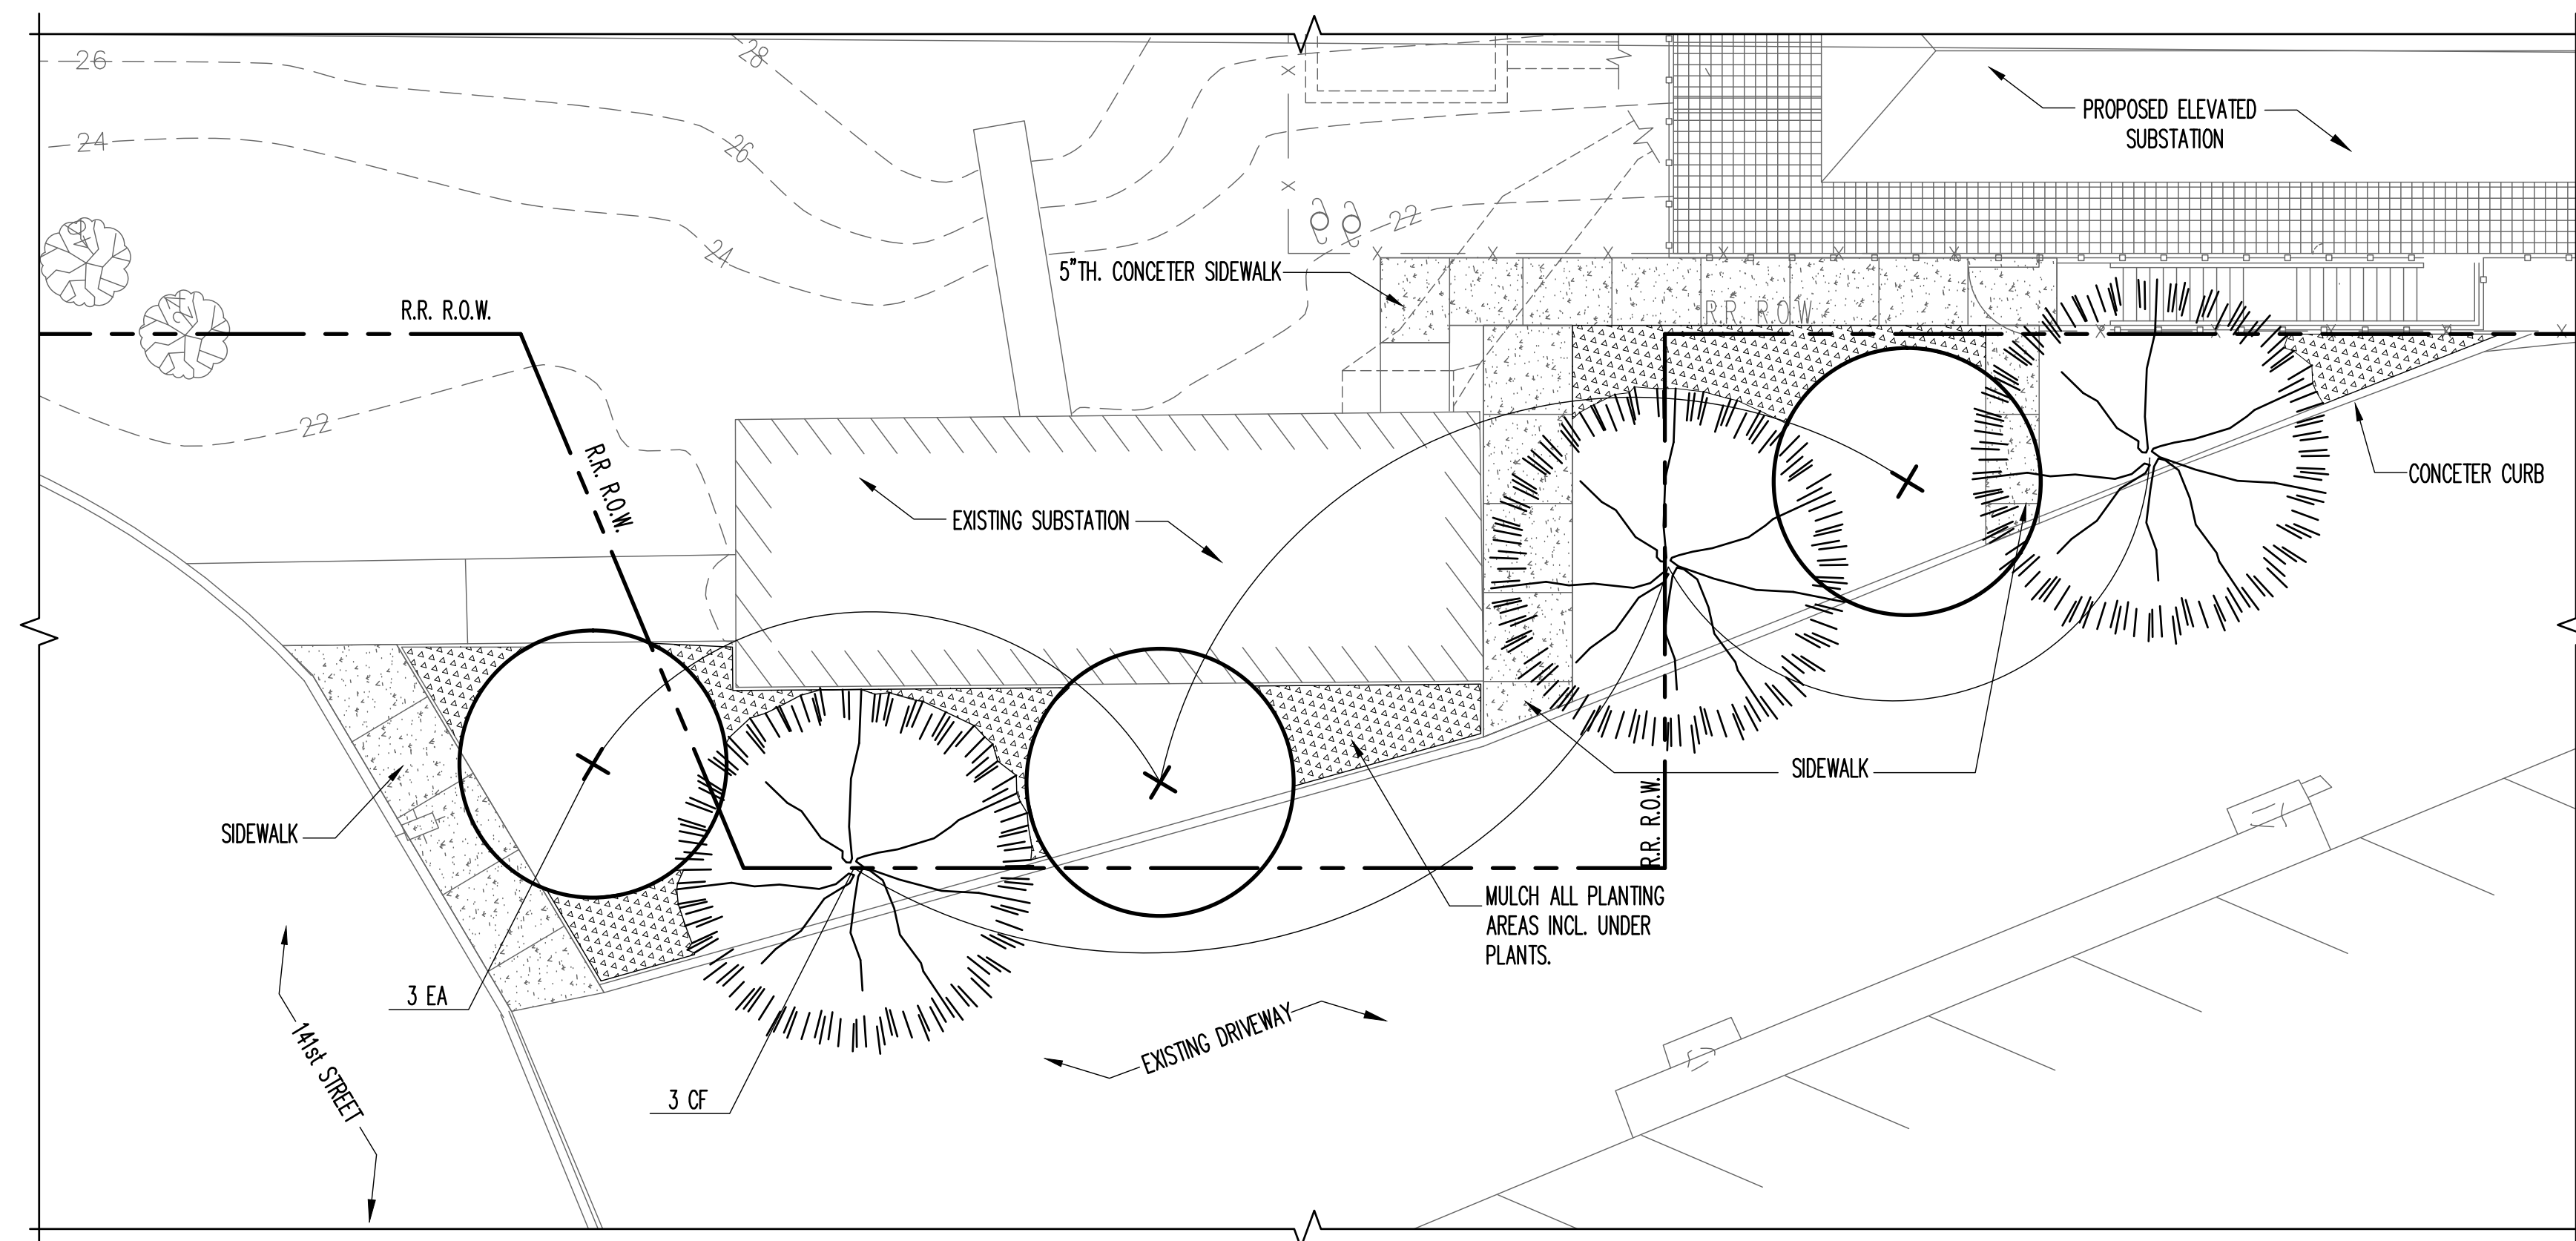 26
28
24
26
PROPOSED ELEVATED
SUBSTATION
22
24
5"TH. CONCETER SIDEWALK
R.R. R.O.W.
R.R. R.O.W.
22
R.R. R.O.W.
CONCETER CURB
EXISTING SUBSTATION
SIDEWALK
R.R. R.O.W.
SIDEWALK
MULCH ALL PLANTING
AREAS INCL. UNDER
PLANTS.
3 EA
EXISTING DRIVEWAY
141st STREET
3 CF